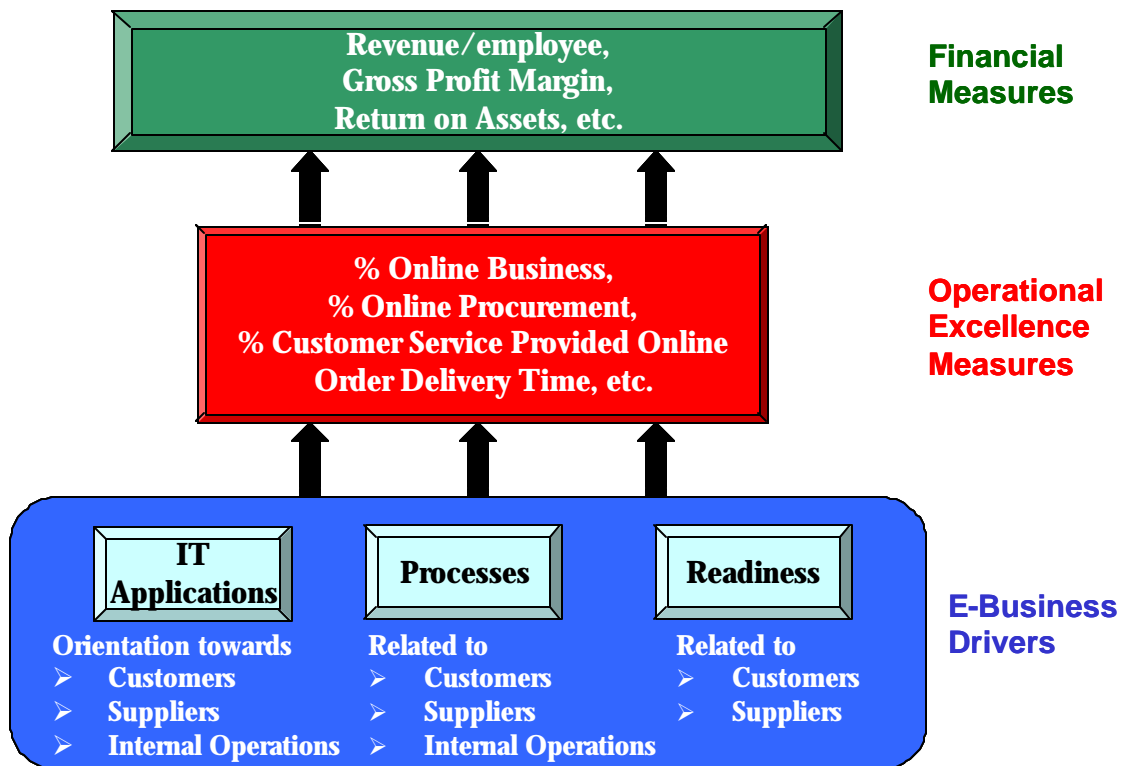 Revenue/employee,
Gross Profit Margin,
Return on Assets, etc.
Financial
Measures
% Online Business,
% Online Procurement,
% Customer Service Provided Online
Order Delivery Time, etc.
Operational
Excellence
Measures
IT
Applications
Orientation towards
➢ Customers
➢ Suppliers
➢ Internal Operations
Processes
Related to
➢ Customers
➢ Suppliers
➢ Internal Operations
Readiness
Related to
➢ Customers
➢ Suppliers
E-Business
Drivers